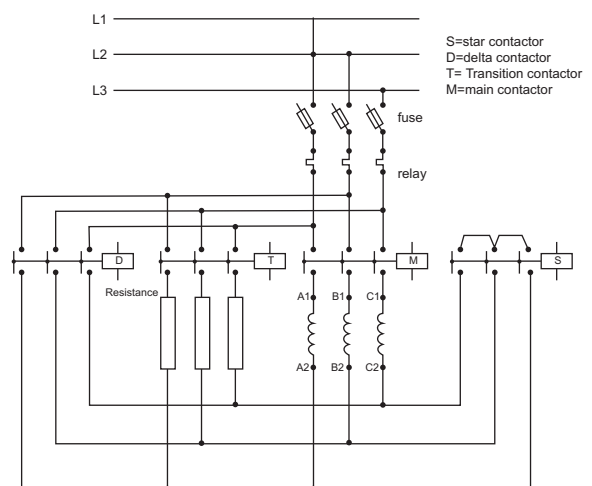 L1
L2
L3
S=star contactor
D=delta contactor
T= Transition contactor
M=main contactor
fuse
relay
D
T
M
S
Resistance
A1
B1
C1
A2
B2
C2